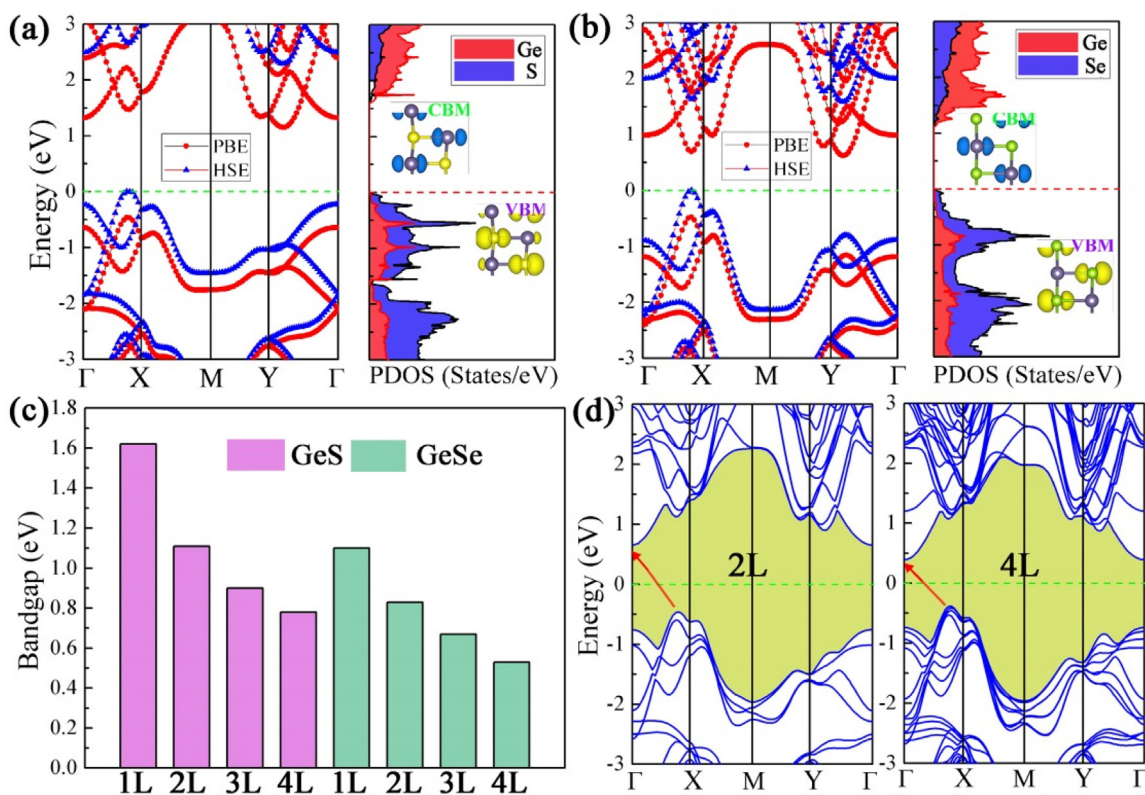 (a)
3
2
1
0
-1
-2
-3
Energy (eV)
PBE
HSE
Γ X M Y Γ
Ge
S
CBM
VBM
PDOS (States/eV)
(b)
3
2
1
0
-1
-2
-3
PBE
HSE
Γ X M Y Γ
Ge
Se
CBM
VBM
PDOS (States/eV)
(c)
1.8
1.6
1.4
1.2
1.0
0.8
0.6
0.4
0.2
0.0
Bandgap (eV)
GeS GeSe
1L 2L 3L 4L 1L 2L 3L 4L
(d)
3
2
1
0
-1
-2
-3
Energy (eV)
2L
Γ X M Y Γ
3
2
1
0
-1
-2
-3
4L
Γ X M Y Γ